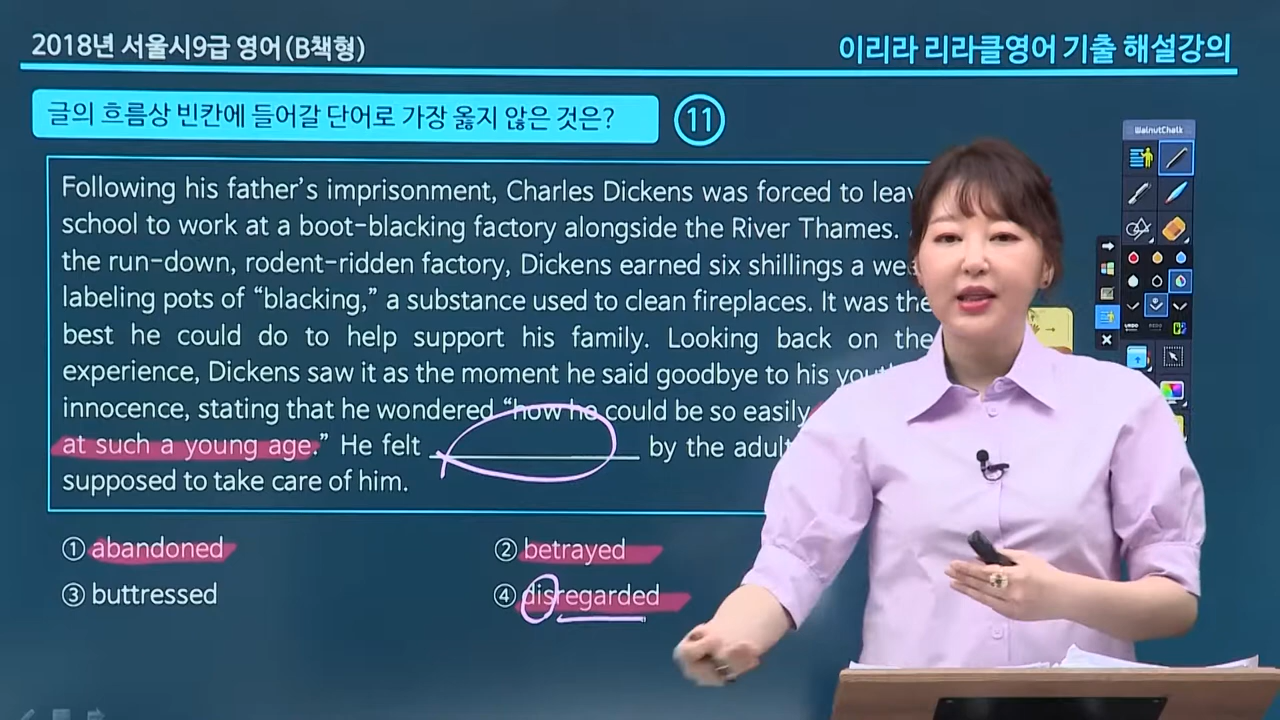 2018년 서울시9급 영어(B책형)
이리라 리라클영어 기출 해설강의
글의 흐름상 빈칸에 들어갈 단어로 가장 옳지 않은 것은? 11
WalnutChalk
Following his father's imprisonment, Charles Dickens was forced to
school to work at a boot-blacking factory alongside the River Thames.
the run-down, rodent-ridden factory, Dickens earned six shillings a
labeling pots of “blacking,” a substance used to clean fireplaces. It was the
best he could do to help support his family. Looking back on the
experience, Dickens saw it as the moment he said goodbye to his
innocence, stating that he wondered “how he could be so easily
at such a young age.” He felt ____________ by the
supposed to take care of him.
① abandoned
② betrayed
③ buttressed
④ disregarded